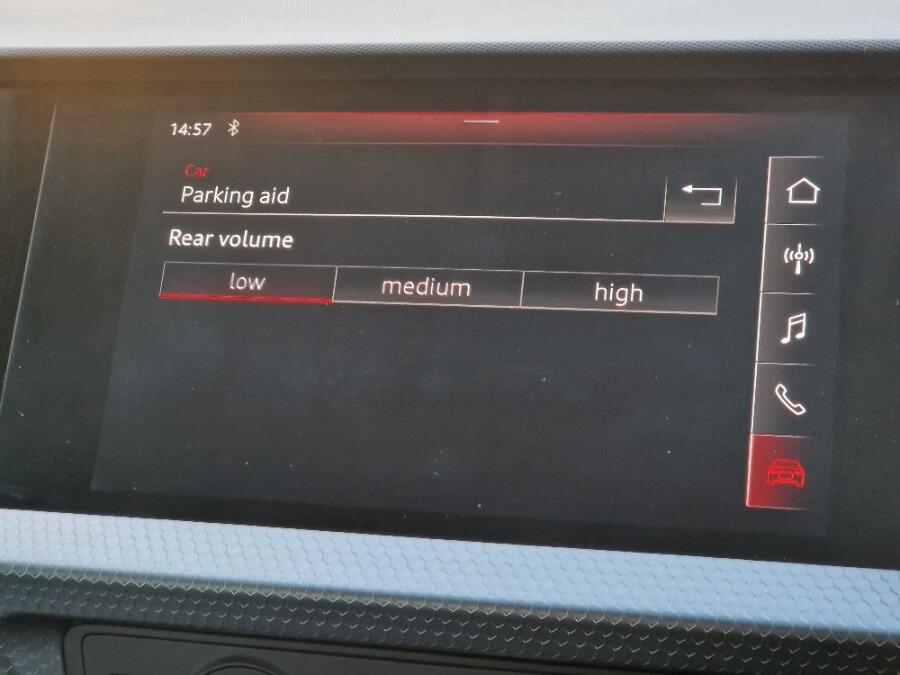 14:57
Car
Parking aid
Rear volume
low medium high